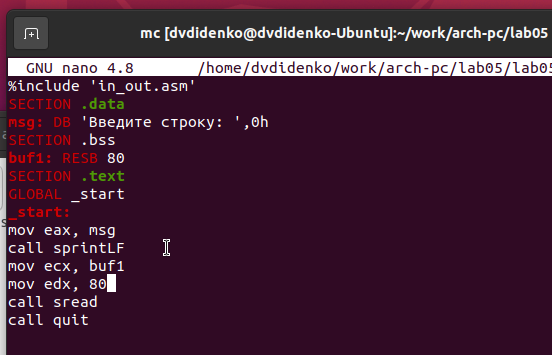 mc [dvdidenko@dvdidenko-Ubuntu]:~/work/arch-pc/lab05
GNU nano 4.8 /home/dvdidenko/work/arch-pc/lab05/lab05
%include 'in_out.asm'
SECTION .data
msg: DB 'Введите строку: ',0h
SECTION .bss
buf1: RESB 80
SECTION .text
GLOBAL _start
_start:
mov eax, msg
call sprintLF
mov ecx, buf1
mov edx, 80
call sread
call quit